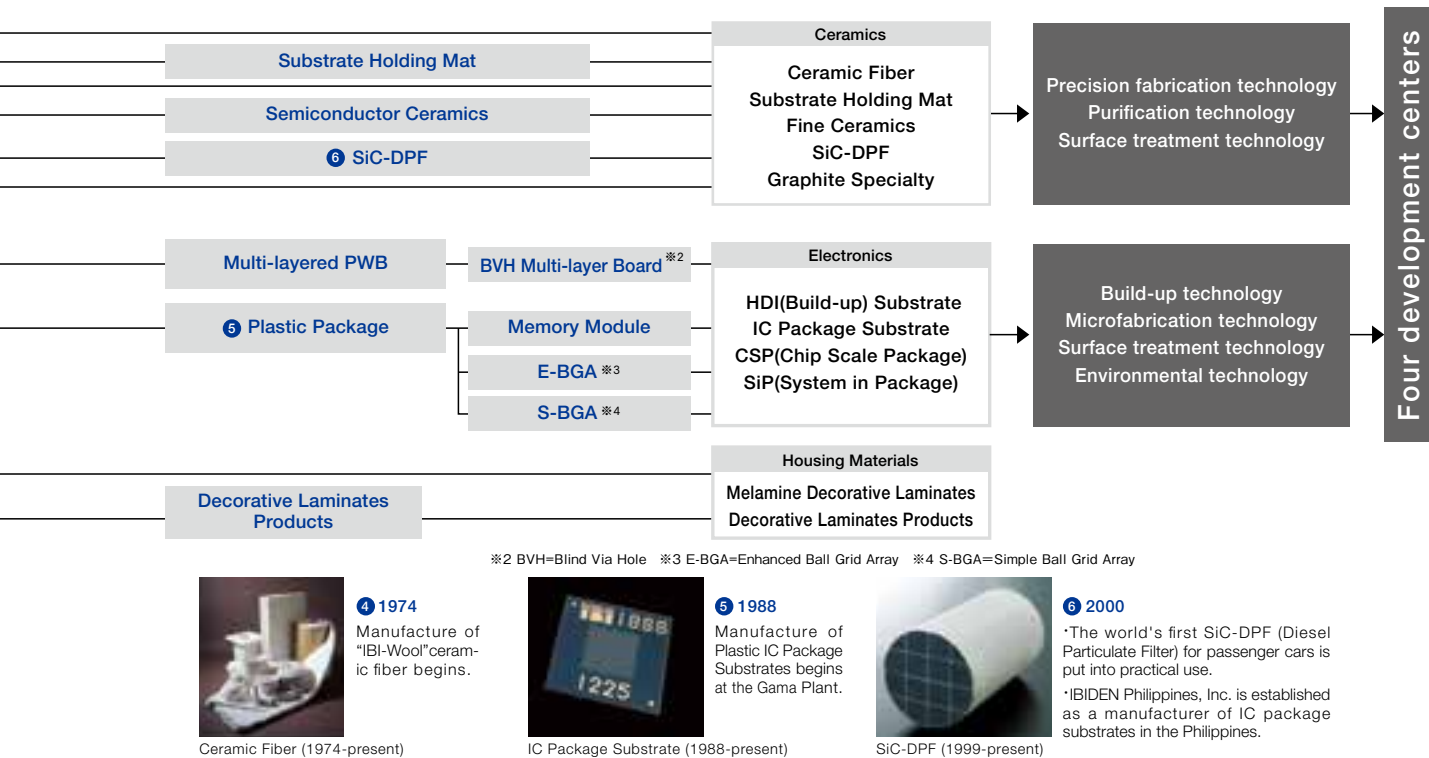 Substrate Holding Mat
Semiconductor Ceramics
6 SiC-DPF
Ceramics
Ceramic Fiber
Substrate Holding Mat
Fine Ceramics
SiC-DPF
Graphite Specialty
Precision fabrication technology
Purification technology
Surface treatment technology
Four development centers
Multi-layered PWB
BVH Multi-layer Board ※2
5 Plastic Package
Memory Module
E-BGA ※3
S-BGA ※4
Electronics
HDI(Build-up) Substrate
IC Package Substrate
CSP(Chip Scale Package)
SiP(System in Package)
Build-up technology
Microfabrication technology
Surface treatment technology
Environmental technology
Decorative Laminates
Products
Housing Materials
Melamine Decorative Laminates
Decorative Laminates Products
※2 BVH=Blind Via Hole ※3 E-BGA=Enhanced Ball Grid Array ※4 S-BGA=Simple Ball Grid Array
4 1974
Manufacture of
“IBI-Wool”ceram-
ic fiber begins.
Ceramic Fiber (1974-present)
1888
1225
5 1988
Manufacture of
Plastic IC Package
Substrates begins
at the Gama Plant.
IC Package Substrate (1988-present)
6 2000
･The world's first SiC-DPF (Diesel
Particulate Filter) for passenger cars is
put into practical use.
･IBIDEN Philippines, Inc. is established
as a manufacturer of IC package
substrates in the Philippines.
SiC-DPF (1999-present)